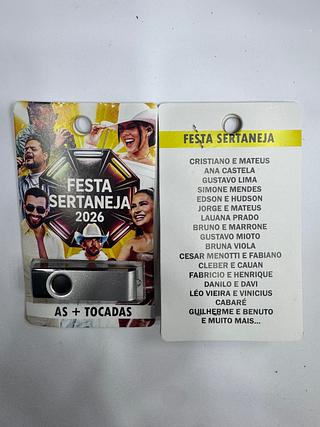 FESTA
SERTANEJA
2026
AS + TOCADAS
FESTA SERTANEJA
CRISTIANO E MATEUS
ANA CASTELA
GUSTAVO LIMA
SIMONE MENDES
EDSON E HUDSON
JORGE E MATEUS
LAUANA PRADO
BRUNO E MARRONE
GUSTAVO MIOTO
BRUNA VIOLA
CESAR MENOTTI E FABIANO
CLEBER E CAUAN
FABRICIO E HENRIQUE
DANILO E DAVI
LÉO VIEIRA E VINICIUS
CABARÉ
GUILHERME E BENUTO
E MUITO MAIS...